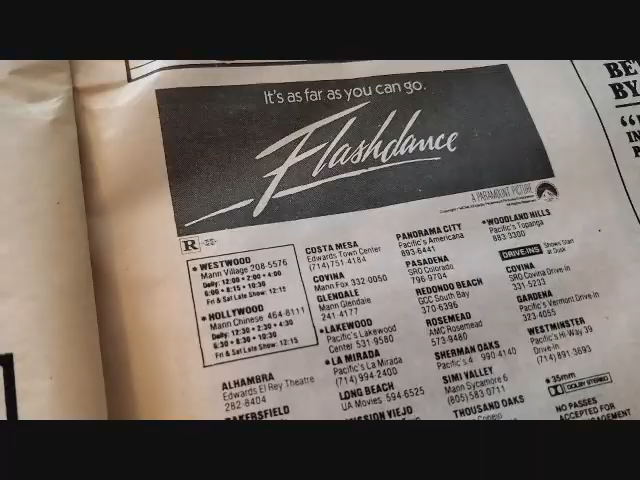 It's as far as you can go.
Flashdance
A PARAMOUNT PICTURE
R
• WESTWOOD
Mann Village 208-5576
Daily: 12:00 • 2:00 • 4:00
6:00 • 8:15 • 10:30
Fri & Sat Late Show: 12:15
• HOLLYWOOD
Mann Chinese 464-8111
Daily: 12:30 • 2:30 • 4:30
6:30 • 8:30 • 10:30
Fri & Sat Late Show: 12:15
ALHAMBRA
Edwards El Rey Theatre
282-8404
BAKERSFIELD
COSTA MESA
Edwards Town Center
(714) 751-4184
COVINA
Mann Fox 332-0050
GLENDALE
Mann Glendale
241-4177
• LAKEWOOD
Pacific's Lakewood
Center 531-9580
• LA MIRADA
Pacific's La Mirada
(714) 994-2400
LONG BEACH
UA Movies 594-6525
MISSION VIEJO
PANORAMA CITY
Pacific's Americana
893-6441
PASADENA
SRO Colorado
796-9704
REDONDO BEACH
GCC South Bay
370-6396
ROSEMEAD
AMC Rosemead
573-9480
SHERMAN OAKS
Pacific's 4 990-4140
SIMI VALLEY
Mann Sycamore 6
(805) 583-0711
THOUSAND OAKS
• WOODLAND HILLS
Pacific's Topanga
883-3300
DRIVE-INS Shows Start at Dusk
COVINA
SRO Covina Drive-in
331-5233
GARDENA
Pacific's Vermont Drive-in
323-4055
WESTMINSTER
Pacific's Hi-Way 39
Drive-in
(714) 891-3693
• 35mm
DOLBY STEREO
NO PASSES
ACCEPTED FOR
BE
BY